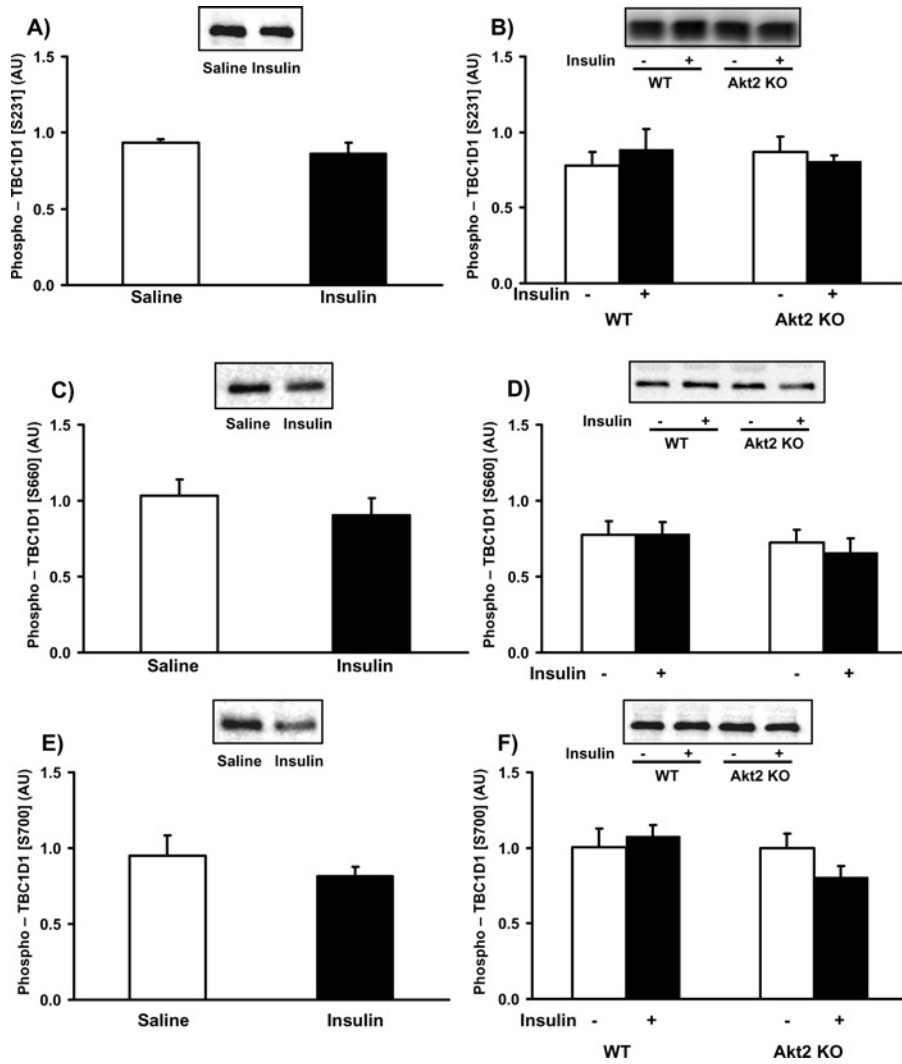 A)
Saline Insulin
Phospho – TBC1D1 [S231] (AU)
1.5
1.0
0.5
0.0
Saline Insulin
B)
Insulin - + - +
WT Akt2 KO
Phospho – TBC1D1 [S231] (AU)
1.5
1.0
0.5
0.0
Insulin - + - +
WT Akt2 KO
C)
Saline Insulin
Phospho – TBC1D1 [S660] (AU)
1.5
1.0
0.5
0.0
Saline Insulin
D)
Insulin - + - +
WT Akt2 KO
Phospho – TBC1D1 [S660] (AU)
1.5
1.0
0.5
0.0
Insulin - + - +
E)
Saline Insulin
Phospho – TBC1D1 [S700] (AU)
1.5
1.0
0.5
0.0
Saline Insulin
F)
Insulin - + - +
WT Akt2 KO
Phospho – TBC1D1 [S700] (AU)
1.5
1.0
0.5
0.0
Insulin - + - +
WT Akt2 KO